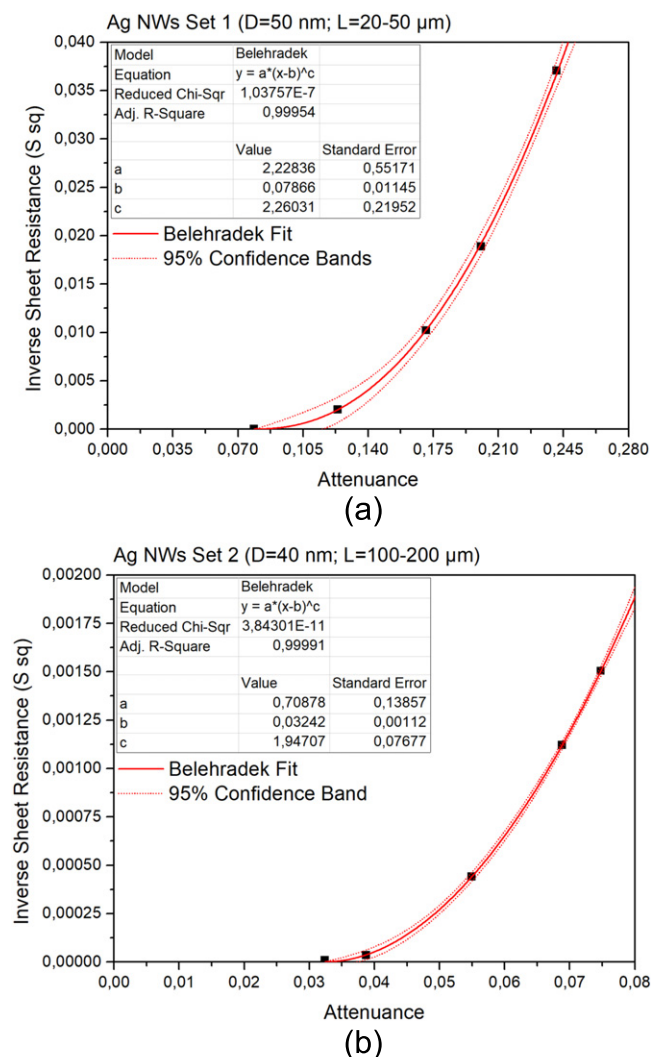 Ag NWs Set 1 (D=50 nm; L=20-50 µm)
0,040
0,035
0,030
0,025
0,020
0,015
0,010
0,005
0,000
Inverse Sheet Resistance (S sq)
Model Belehradek
Equation y = a*(x-b)^c
Reduced Chi-Sqr 1,03757E-7
Adj. R-Square 0,99954
Value Standard Error
a 2,22836 0,55171
b 0,07866 0,01145
c 2,26031 0,21952
Belehradek Fit
95% Confidence Bands
0,000 0,035 0,070 0,105 0,140 0,175 0,210 0,245 0,280
Attenuance
(a)
Ag NWs Set 2 (D=40 nm; L=100-200 µm)
0,00200
0,00175
0,00150
0,00125
0,00100
0,00075
0,00050
0,00025
0,00000
Inverse Sheet Resistance (S sq)
Model Belehradek
Equation y = a*(x-b)^c
Reduced Chi-Sqr 3,84301E-11
Adj. R-Square 0,99991
Value Standard Error
a 0,70878 0,13857
b 0,03242 0,00112
c 1,94707 0,07677
Belehradek Fit
95% Confidence Band
0,00 0,01 0,02 0,03 0,04 0,05 0,06 0,07 0,08
Attenuance
(b)